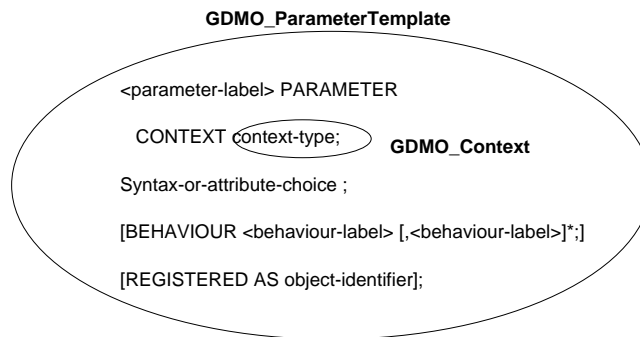 GDMO_ParameterTemplate
<parameter-label> PARAMETER
CONTEXT context-type;
GDMO_Context
Syntax-or-attribute-choice ;
[BEHAVIOUR <behaviour-label> [,<behaviour-label>]*;]
[REGISTERED AS object-identifier];